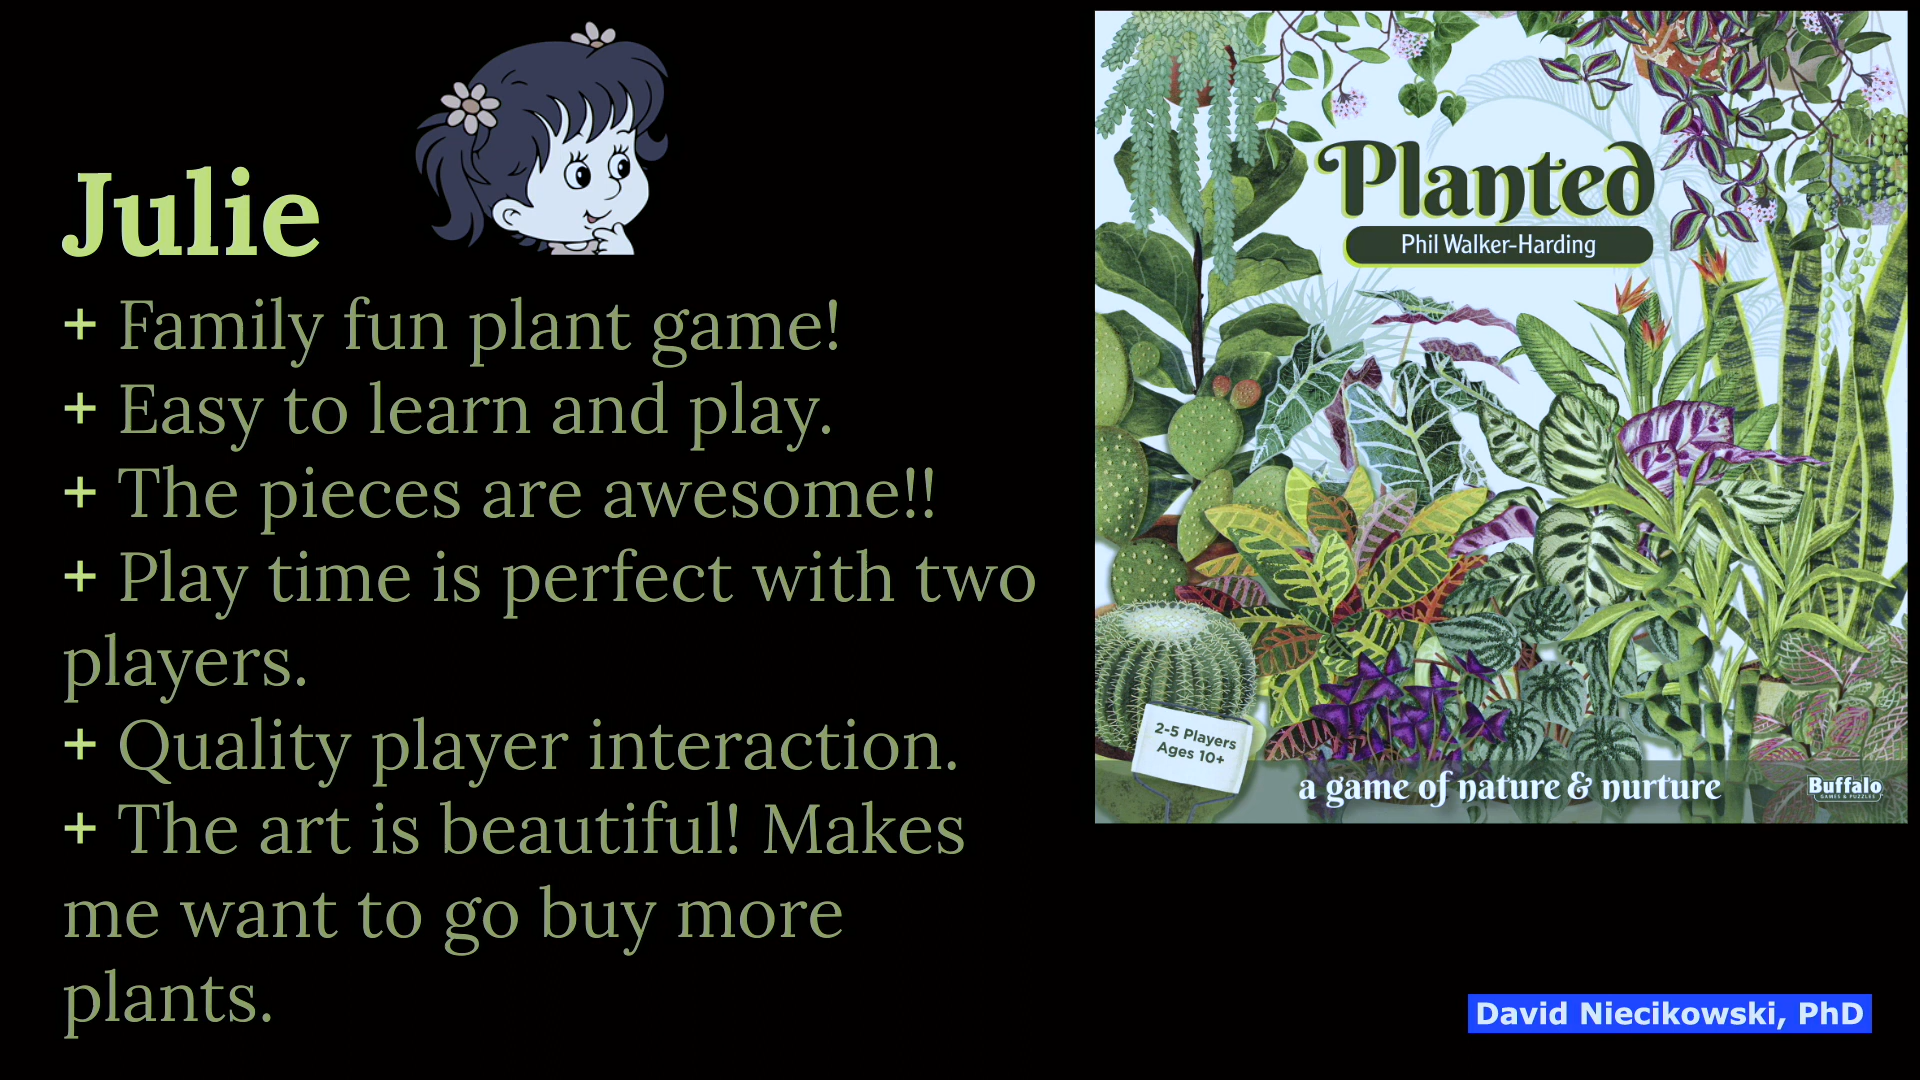 Julie
+ Family fun plant game!
+ Easy to learn and play.
+ The pieces are awesome!!
+ Play time is perfect with two
players.
+ Quality player interaction.
+ The art is beautiful! Makes
me want to go buy more
plants.
Planted
Phil Walker-Harding
2-5 Players
Ages 10+
a game of nature & nurture
Buffalo
GAMES & PUZZLES
David Niecikowski, PhD